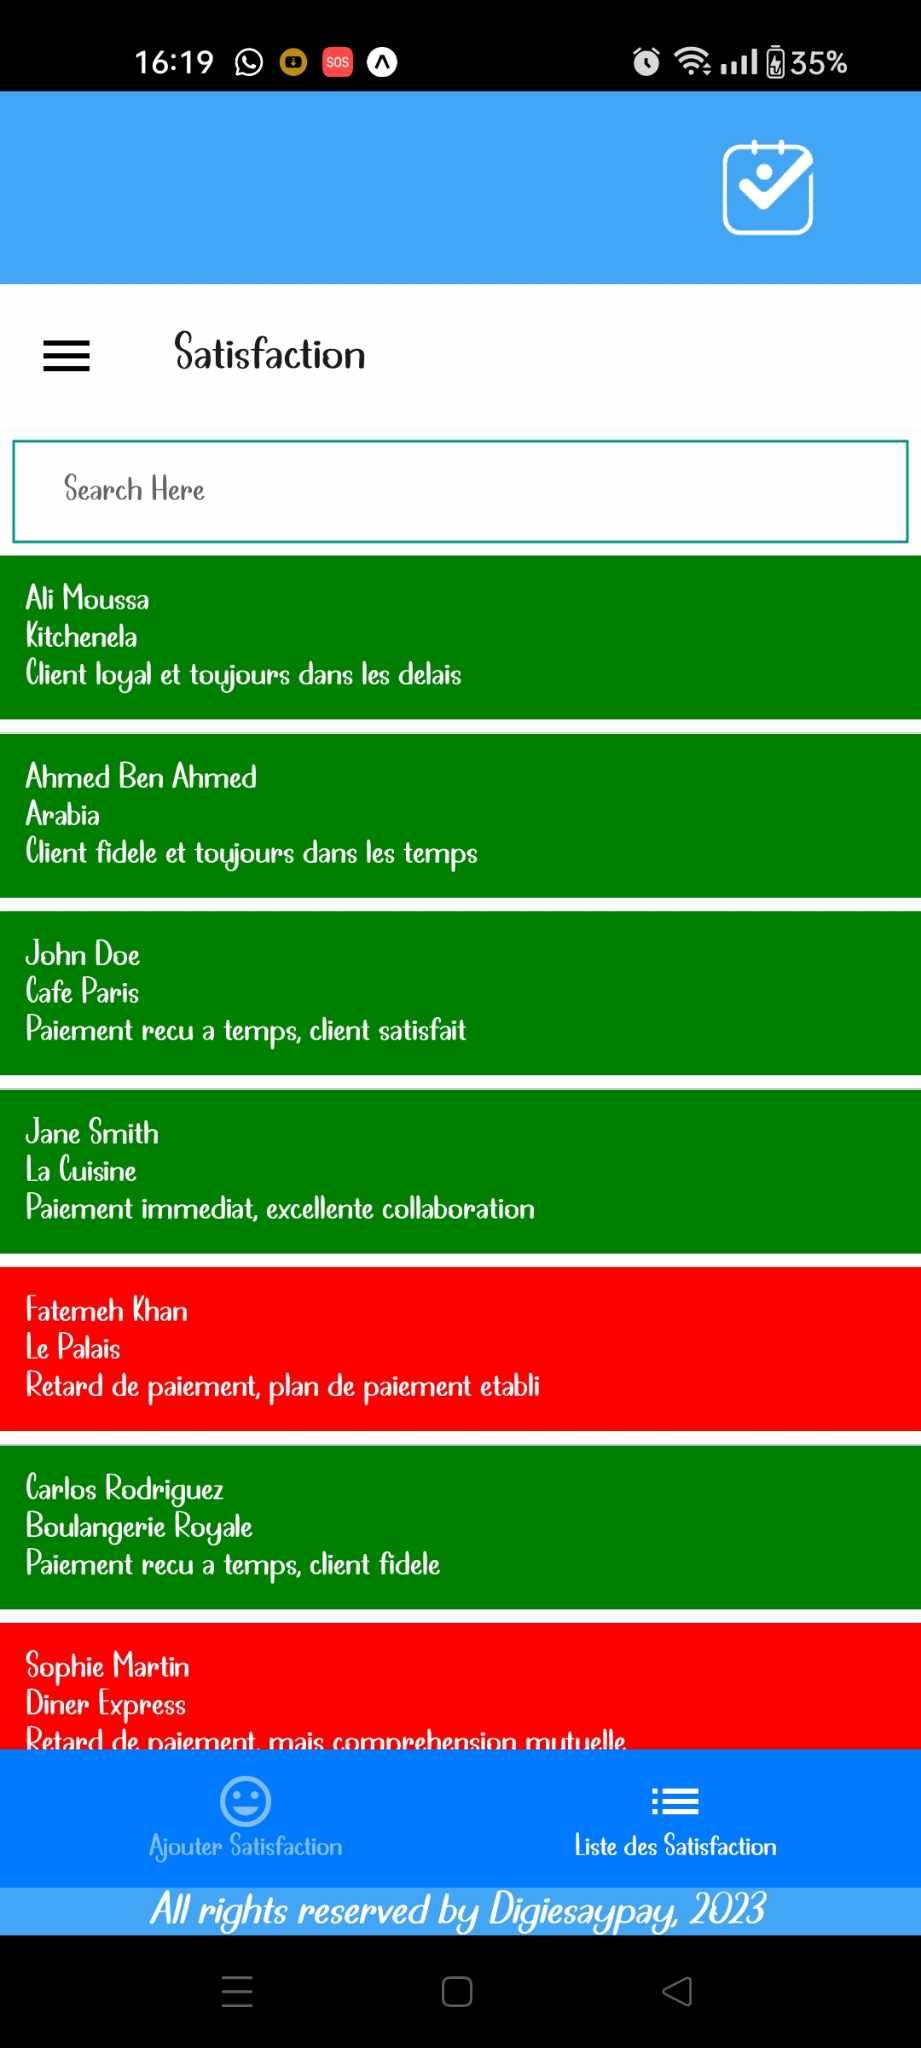 16:19 SOS 35%
Satisfaction
Search Here
Ali Moussa
Kitchenela
Client loyal et toujours dans les delais
Ahmed Ben Ahmed
Arabia
Client fidele et toujours dans les temps
John Doe
Cafe Paris
Paiement recu a temps, client satisfait
Jane Smith
La Cuisine
Paiement immediat, excellente collaboration
Fatemeh Khan
Le Palais
Retard de paiement, plan de paiement etabli
Carlos Rodriguez
Boulangerie Royale
Paiement recu a temps, client fidele
Sophie Martin
Diner Express
Retard de paiement, mais comprehension mutuelle
Ajouter Satisfaction
Liste des Satisfaction
All rights reserved by Digiesaypay, 2023